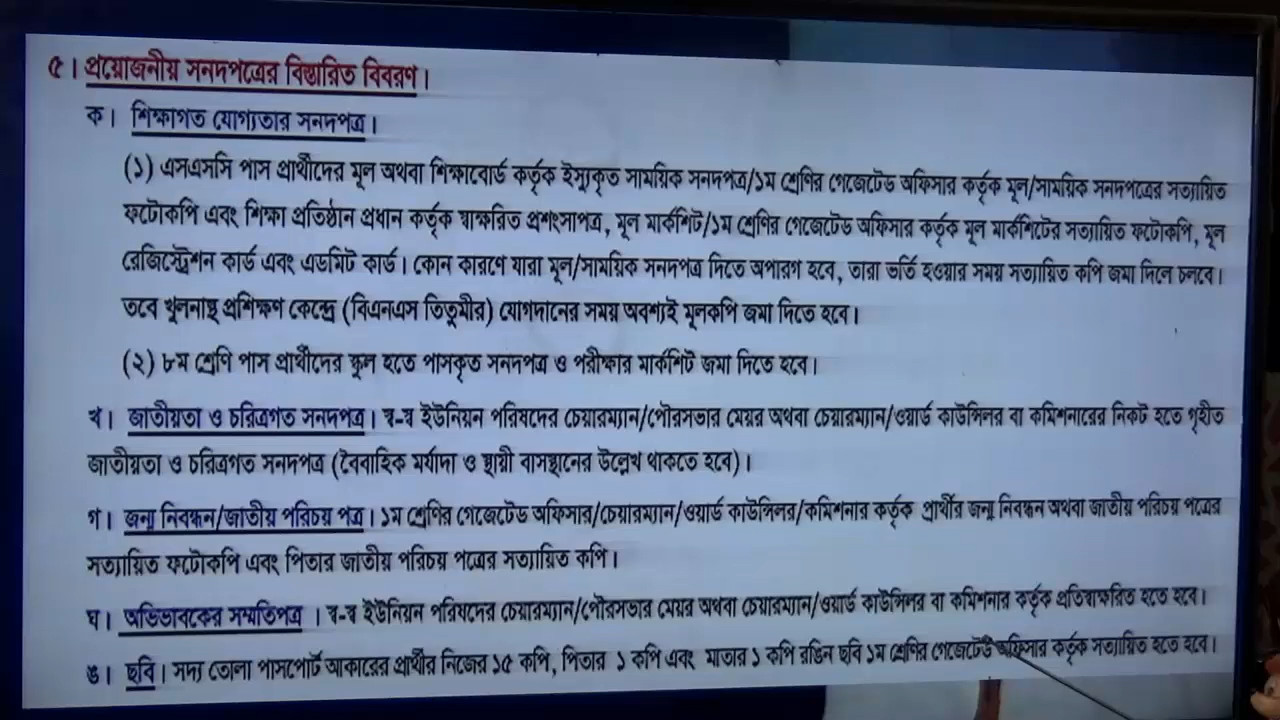 ৫। প্রয়োজনীয় সনদপত্রের বিস্তারিত বিবরণ।
ক। শিক্ষাগত যোগ্যতার সনদপত্র।
(১) এসএসসি পাস প্রার্থীদের মূল অথবা শিক্ষাবোর্ড কর্তৃক ইস্যুকৃত সাময়িক সনদপত্র/১ম শ্রেণির গেজেটেড অফিসার কর্তৃক মূল/সাময়িক সনদপত্রের সত্যায়িত
ফটোকপি এবং শিক্ষা প্রতিষ্ঠান প্রধান কর্তৃক স্বাক্ষরিত প্রশংসাপত্র, মূল মার্কশিট/১ম শ্রেণির গেজেটেড অফিসার কর্তৃক মূল মার্কশিটের সত্যায়িত ফটোকপি, মূল
রেজিস্ট্রেশন কার্ড এবং এডমিট কার্ড। কোন কারণে যারা মূল/সাময়িক সনদপত্র দিতে অপারগ হবে, তারা ভর্তি হওয়ার সময় সত্যায়িত কপি জমা দিলে চলবে।
তবে খুলনাস্থ প্রশিক্ষণ কেন্দ্রে (বিএনএস তিতুমীর) যোগদানের সময় অবশ্যই মূলকপি জমা দিতে হবে।
(২) ৮ম শ্রেণি পাস প্রার্থীদের স্কুল হতে পাসকৃত সনদপত্র ও পরীক্ষার মার্কশিট জমা দিতে হবে।
খ। জাতীয়তা ও চরিত্রগত সনদপত্র। স্ব-স্ব ইউনিয়ন পরিষদের চেয়ারম্যান/পৌরসভার মেয়র অথবা চেয়ারম্যান/ওয়ার্ড কাউন্সিলর বা কমিশনারের নিকট হতে গৃহীত
জাতীয়তা ও চরিত্রগত সনদপত্র (বৈবাহিক মর্যাদা ও স্থায়ী বাসস্থানের উল্লেখ থাকতে হবে)।
গ। জন্ম নিবন্ধন/জাতীয় পরিচয় পত্র। ১ম শ্রেণির গেজেটেড অফিসার/চেয়ারম্যান/ওয়ার্ড কাউন্সিলর/কমিশনার কর্তৃক প্রার্থীর জন্ম নিবন্ধন অথবা জাতীয় পরিচয় পত্রের
সত্যায়িত ফটোকপি এবং পিতার জাতীয় পরিচয় পত্রের সত্যায়িত কপি।
ঘ। অভিভাবকের সম্মতিপত্র । স্ব-স্ব ইউনিয়ন পরিষদের চেয়ারম্যান/পৌরসভার মেয়র অথবা চেয়ারম্যান/ওয়ার্ড কাউন্সিলর বা কমিশনার কর্তৃক প্রতিস্বাক্ষরিত হতে হবে।
ঙ। ছবি। সদ্য তোলা পাসপোর্ট আকারের প্রার্থীর নিজের ১৫ কপি, পিতার ১ কপি এবং মাতার ১ কপি রঙিন ছবি ১ম শ্রেণির গেজেটেড অফিসার কর্তৃক সত্যায়িত হতে হবে।